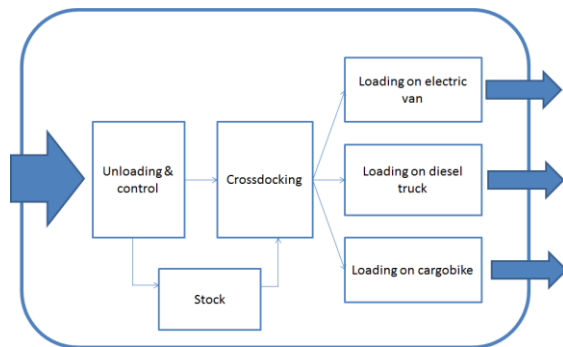 Loading on electric
van
Unloading &
control
Crossdocking
Loading on diesel
truck
Loading on cargobike
Stock